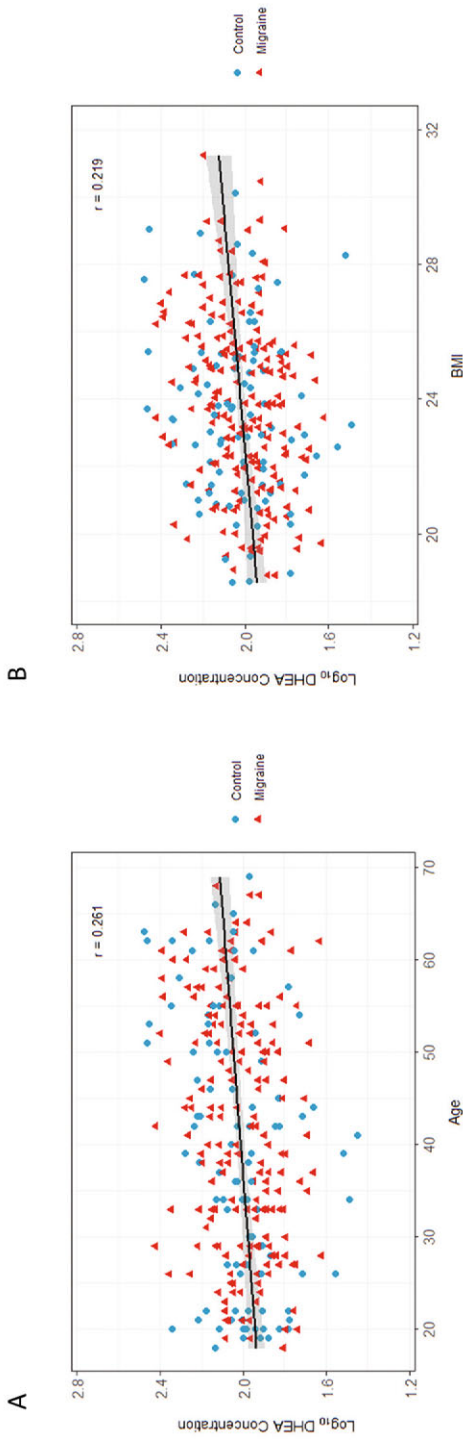 A
Log₁₀ DHEA Concentration
2.8
2.4
2.0
1.6
1.2
r = 0.261
20
30
40
50
60
70
Age
Control
Migraine
B
Log₁₀ DHEA Concentration
2.8
2.4
2.0
1.6
1.2
r = 0.219
20
24
28
32
BMI
Control
Migraine